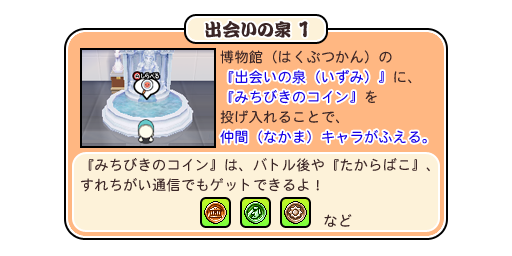 出会いの泉 1
博物館（はくぶつかん）の
『出会いの泉（いずみ）』に、
『みちびきのコイン』を
投げ入れることで、
仲間（なかま）キャラがふえる。
しらべる
『みちびきのコイン』は、バトル後や『たからばこ』、
すれちがい通信でもゲットできるよ！
など